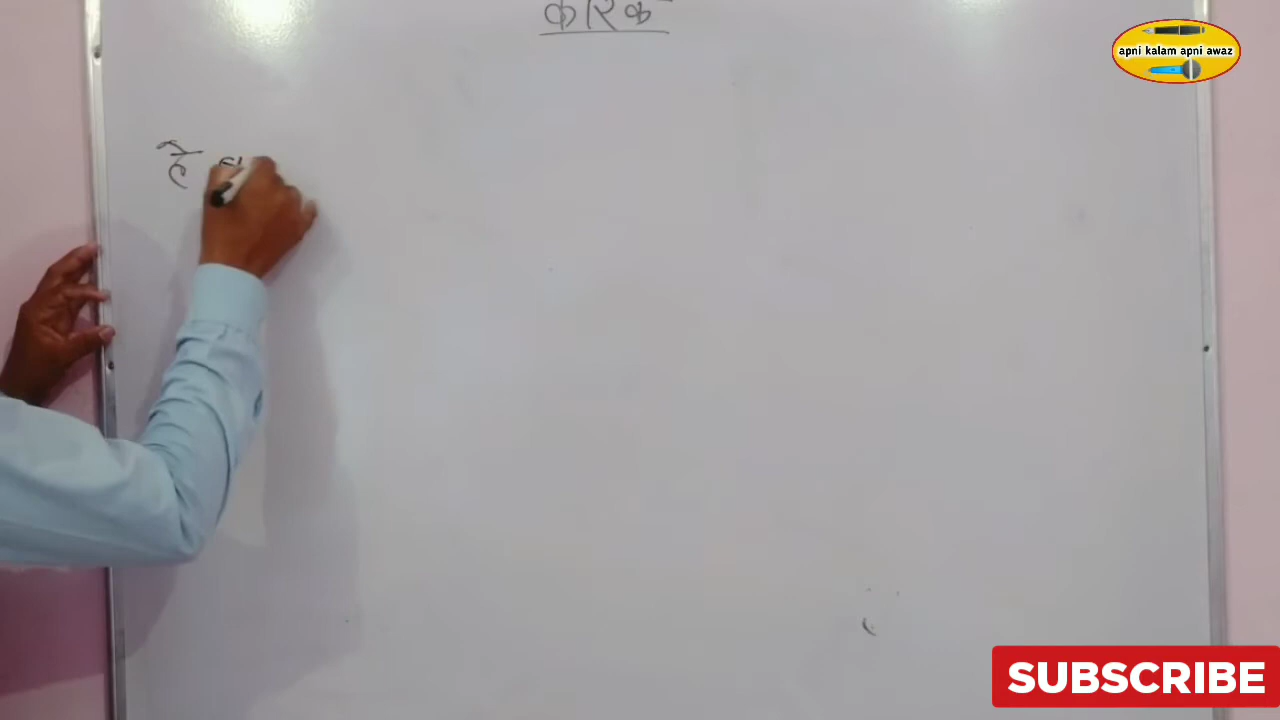 कारक
apni kalam apni awaz
हे
SUBSCRIBE